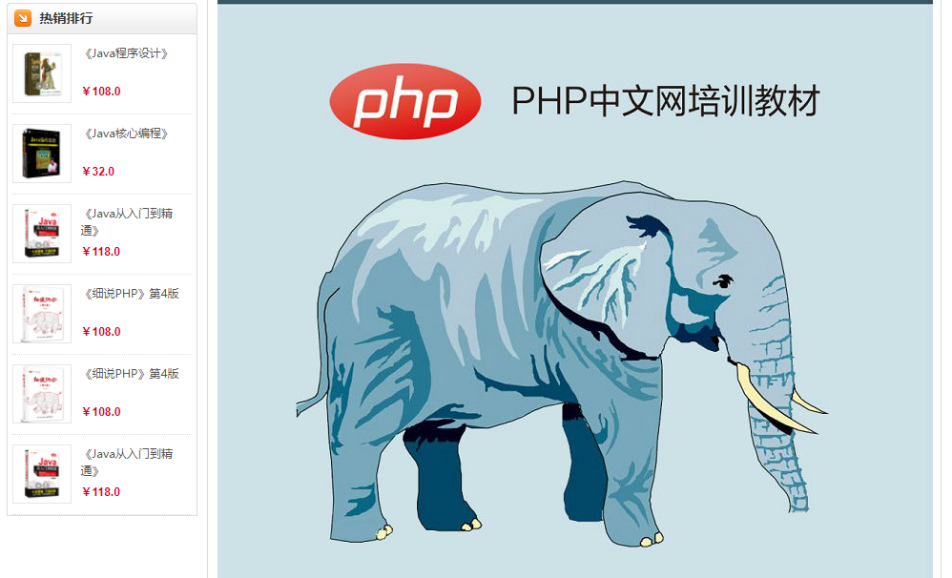 热销排行
《Java程序设计》
￥108.0
《Java核心编程》
￥32.0
《Java从入门到精
通》
￥118.0
《细说PHP》第4版
￥108.0
《细说PHP》第4版
￥108.0
《Java从入门到精
通》
￥118.0
php
PHP中文网培训教材